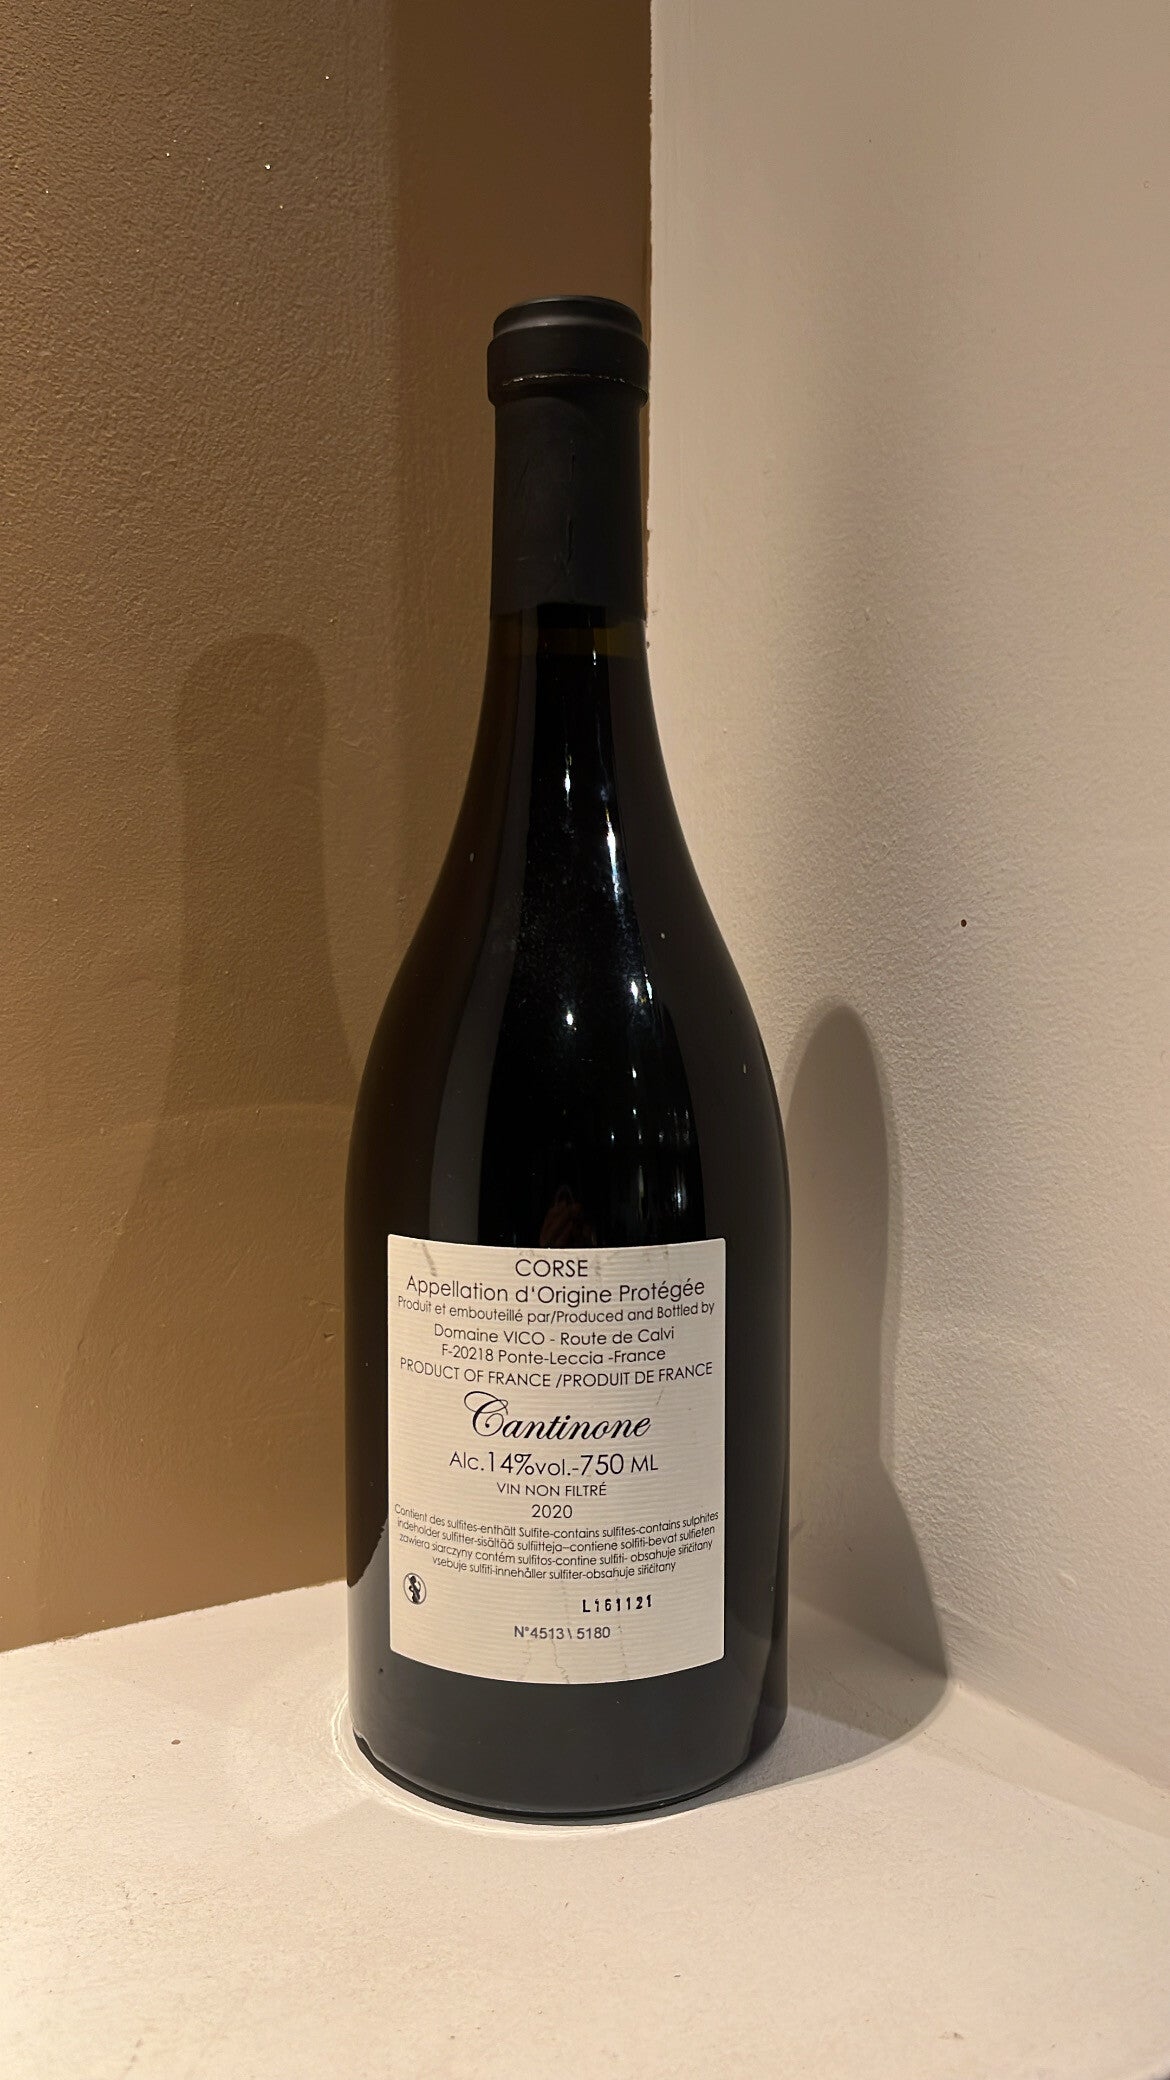 CORSE
Appellation d'Origine Protégée
Produit et embouteillé par/Produced and Bottled by
Domaine VICO - Route de Calvi
F-20218 Ponte-Leccia -France
PRODUCT OF FRANCE /PRODUIT DE FRANCE
Cantinone
Alc.14%vol.-750 ML
VIN NON FILTRÉ
2020
Contient des sulfites-enthält Sulfite-contains sulfites-contains sulphites
indeholder sulfitter-sisältää sulfiitteja--contiene solfiti-bevat sulfieten
zawiera siarczyny contém sulfitos-contine sulfiti- obsahuje siřičitany
vsebuje sulfiti-innehåller sulfiter-obsahuje siřičitany
L161121
N°4513\ 5180